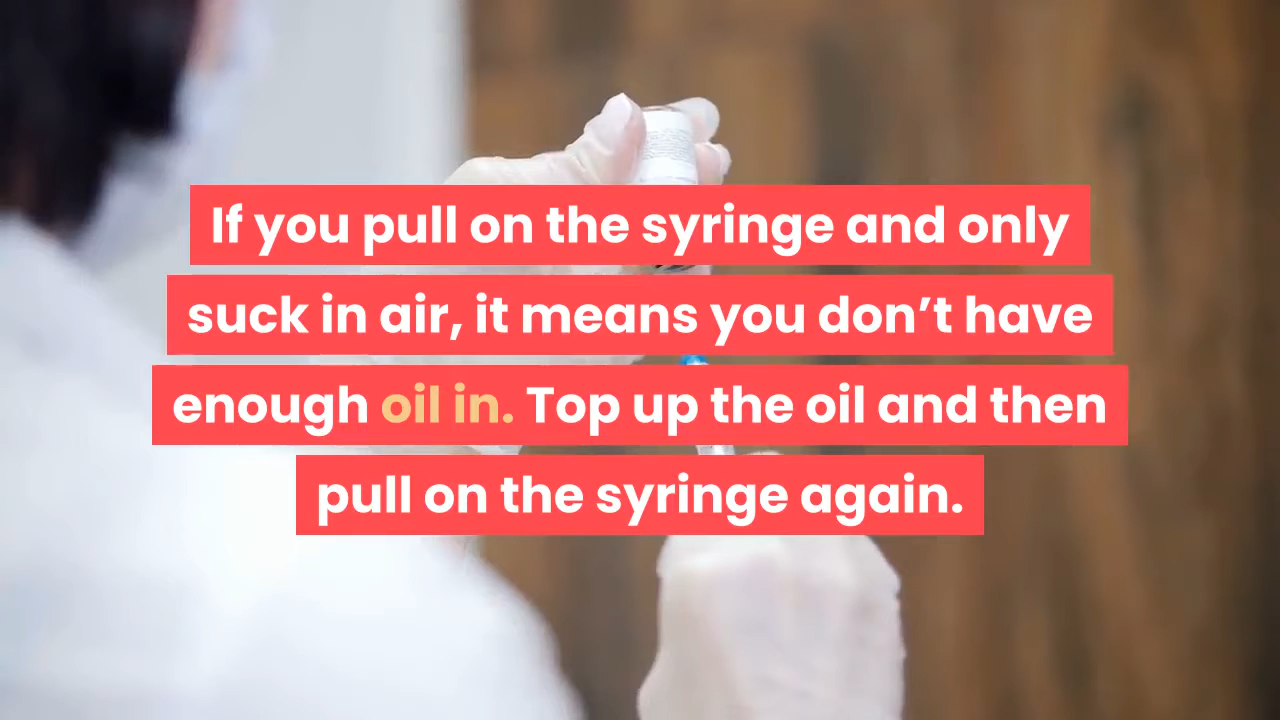 If you pull on the syringe and only
suck in air, it means you don’t have
enough oil in. Top up the oil and then
pull on the syringe again.